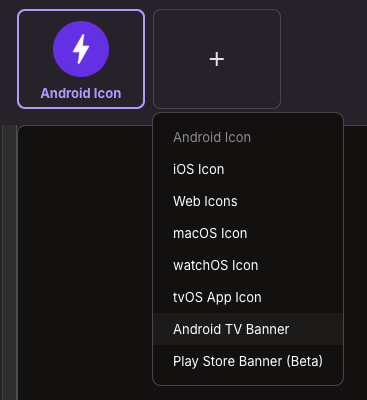 Android Icon
+
Android Icon
iOS Icon
Web Icons
macOS Icon
watchOS Icon
tvOS App Icon
Android TV Banner
Play Store Banner (Beta)